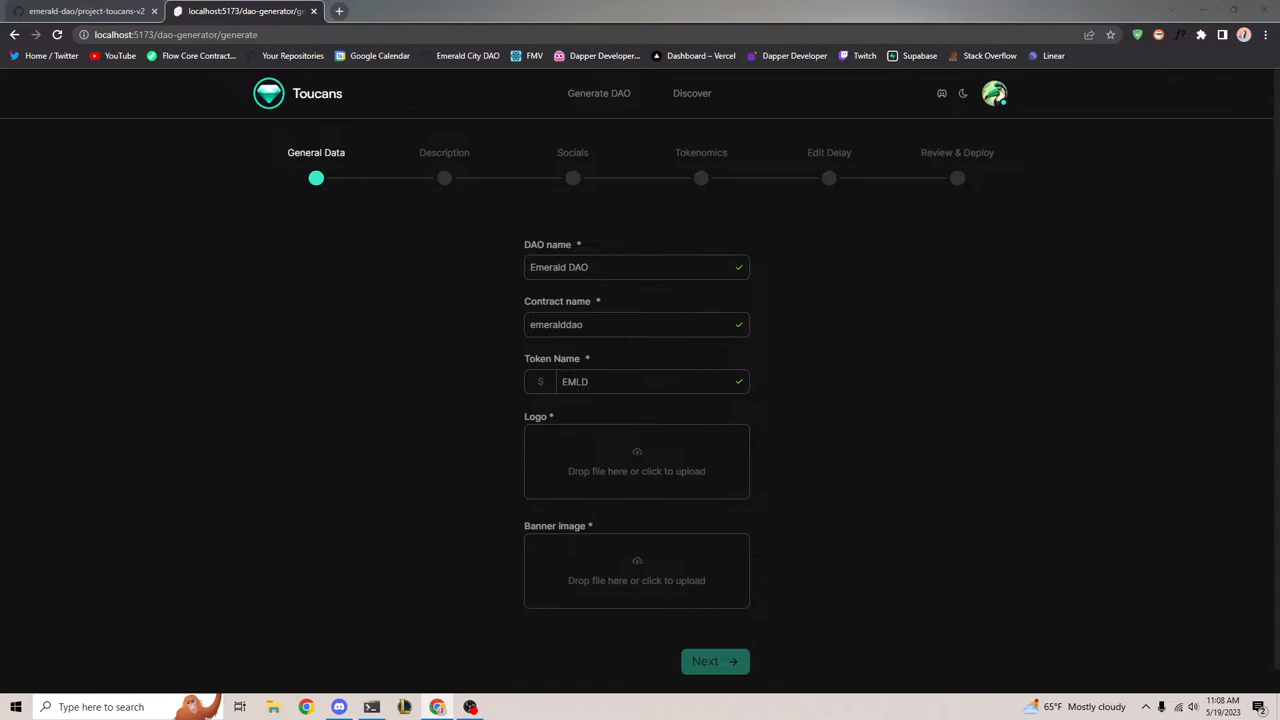 emerald-dao/project-toucans-v2
localhost:5173/dao-generator/ge
localhost:5173/dao-generator/generate
Home / Twitter
YouTube
Flow Core Contract...
Your Repositories
Google Calendar
Emerald City DAO
FMV
Dapper Developer...
Dashboard – Vercel
Dapper Developer
Twitch
Supabase
Stack Overflow
Linear
Toucans
Generate DAO
Discover
General Data
Description
Socials
Tokenomics
Edit Delay
Review & Deploy
DAO name *
Emerald DAO
Contract name *
emeralddao
Token Name *
$ EMLD
Logo *
Drop file here or click to upload
Banner image *
Drop file here or click to upload
Next
Type here to search
65°F Mostly cloudy
11:08 AM
5/19/2023
2